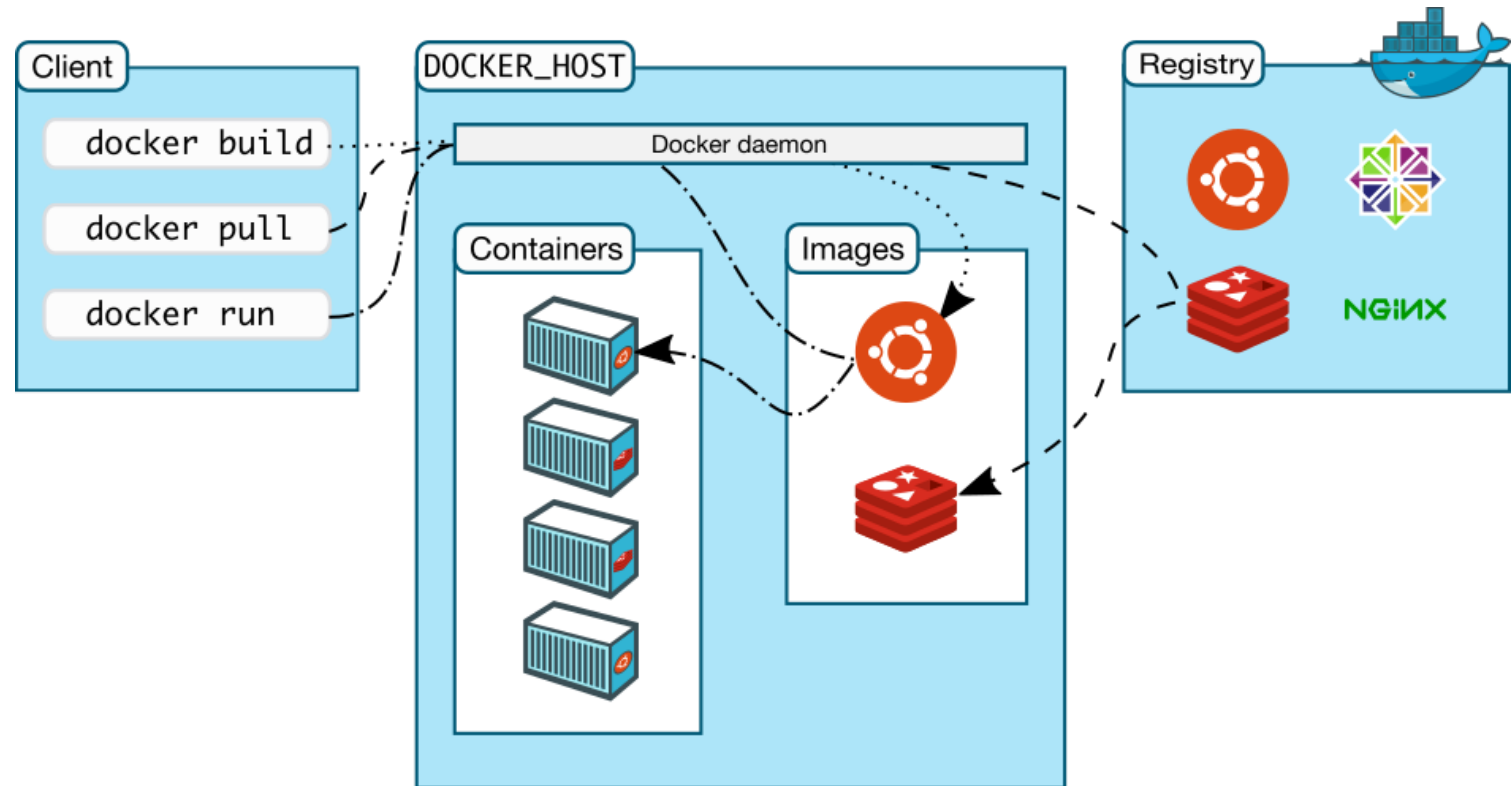 Client
docker build
docker pull
docker run
DOCKER_HOST
Docker daemon
Containers
Images
Registry
NGiNX